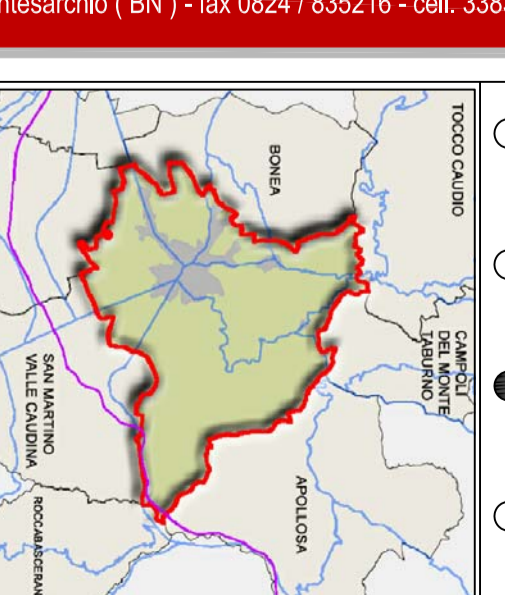 ntesarchio ( BN ) - fax 0824 / 835216 - cell. 338
TOCCO CAUDIO
BONEA
CAMPOLI
DEL MONTE
TABURNO
SAN MARTINO
VALLE CAUDINA
APOLLOSA
ROCCABASCERAN